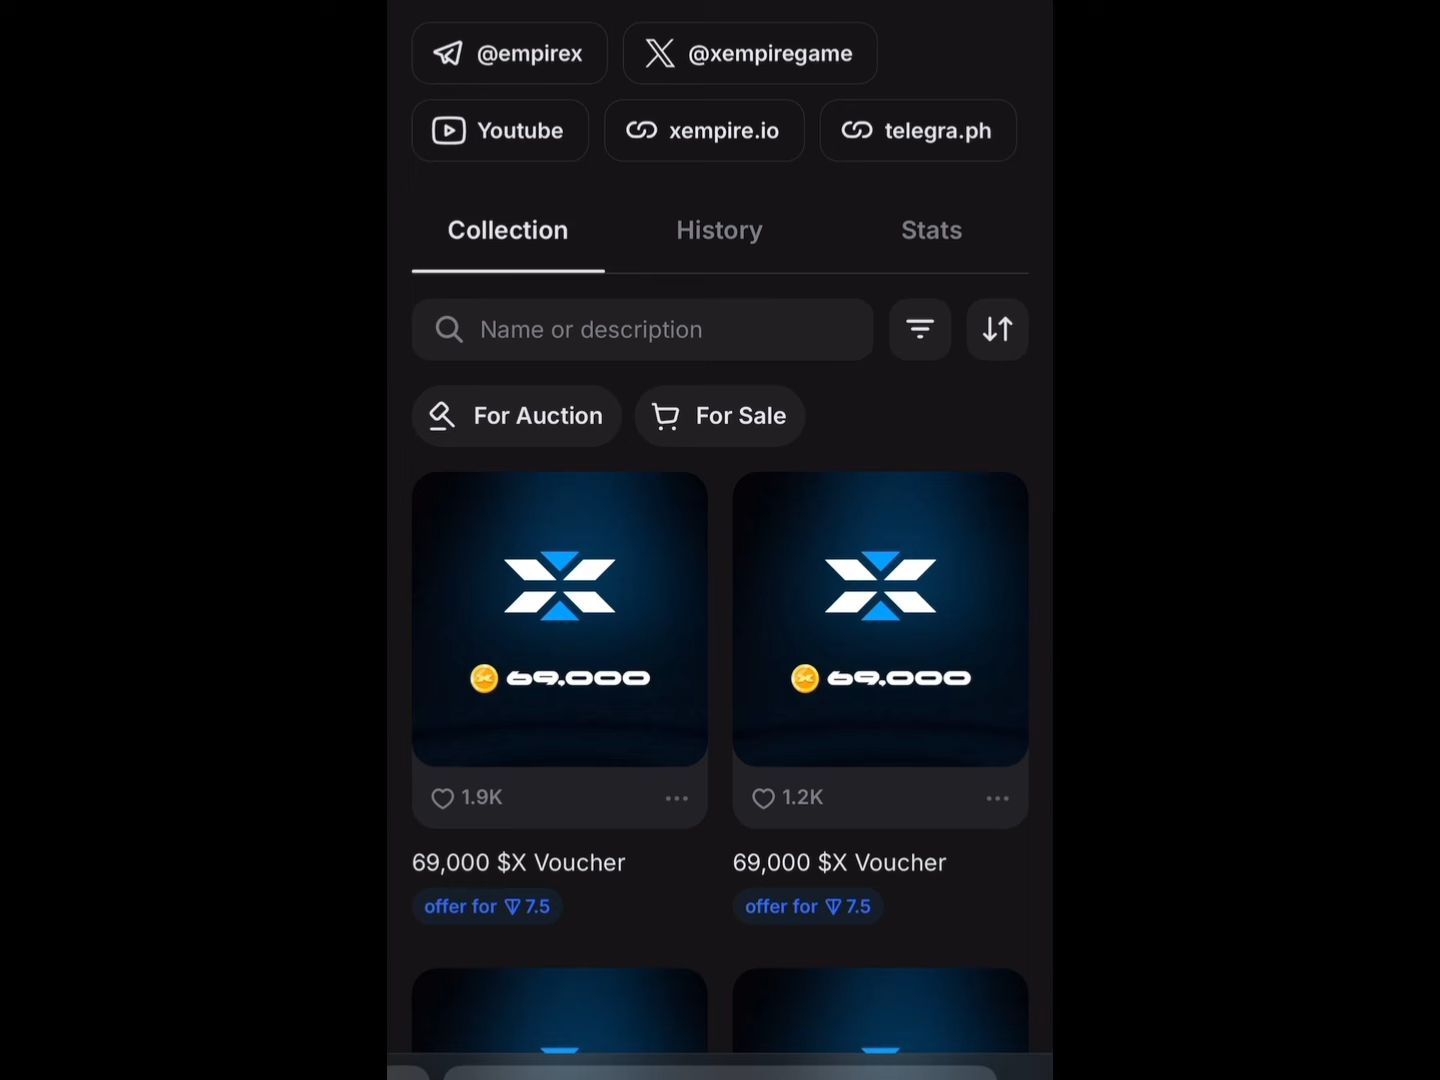 @empirex @xempiregame
Youtube xempire.io telegra.ph
Collection History Stats
Name or description
For Auction For Sale
69,000 69,000
1.9K 1.2K
69,000 $X Voucher 69,000 $X Voucher
offer for 7.5 offer for 7.5